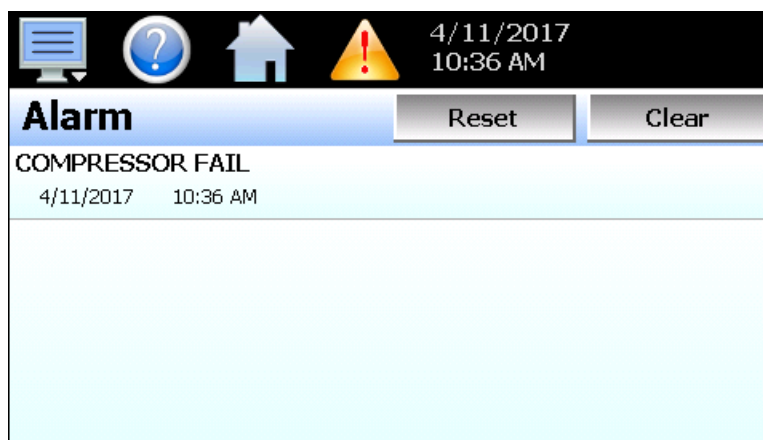 4/11/2017
10:36 AM
Alarm Reset Clear
COMPRESSOR FAIL
4/11/2017 10:36 AM